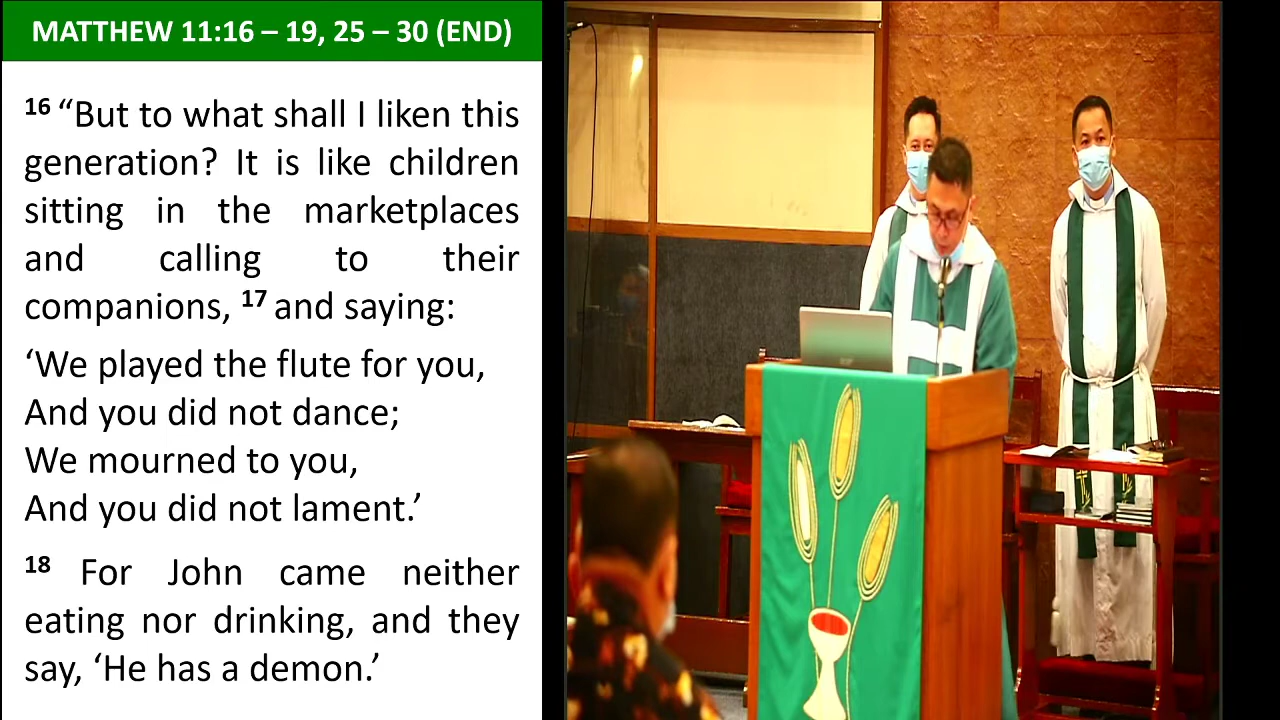 MATTHEW 11:16 – 19, 25 – 30 (END)
16 “But to what shall I liken this
generation? It is like children
sitting in the marketplaces
and calling to their
companions, 17 and saying:
‘We played the flute for you,
And you did not dance;
We mourned to you,
And you did not lament.’
18 For John came neither
eating nor drinking, and they
say, ‘He has a demon.’